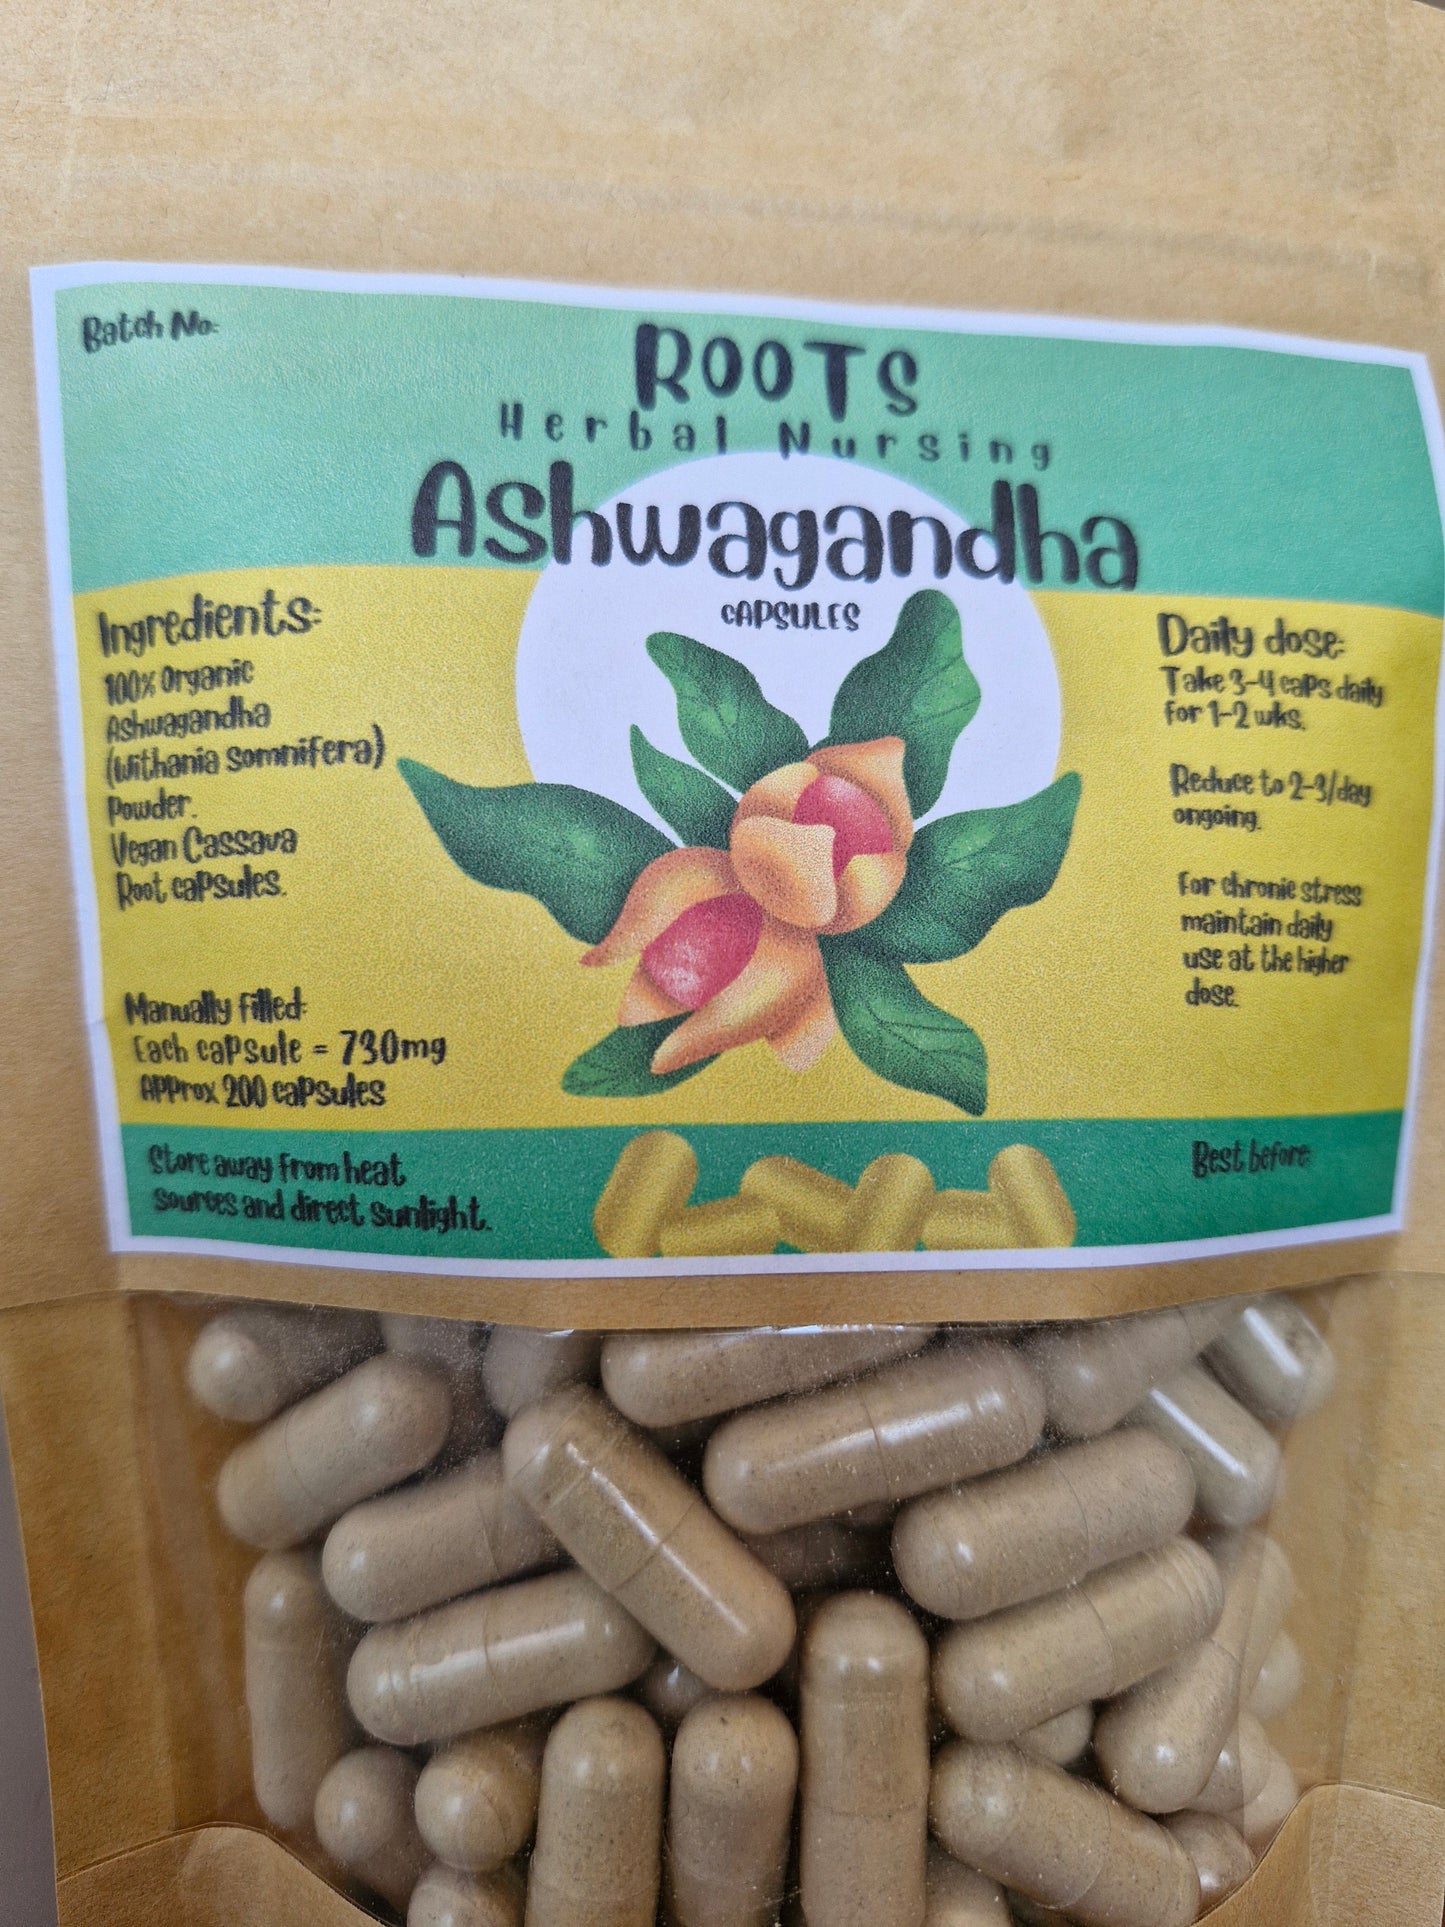 Batch No:
ROOTS
Herbal Nursing
Ashwagandha
CAPSULES
Ingredients:
100% Organic
Ashwagandha
(Withania Somnifera)
Powder.
Vegan Cassava
Root capsules.
Manually filled:
Each capsule = 730mg
Approx 200 capsules
Store away from heat
sources and direct sunlight.
Daily dose:
Take 3-4 caps daily
for 1-2 wks.
Reduce to 2-3/day
ongoing.
For chronic stress
maintain daily
use at the higher
dose.
Best before: